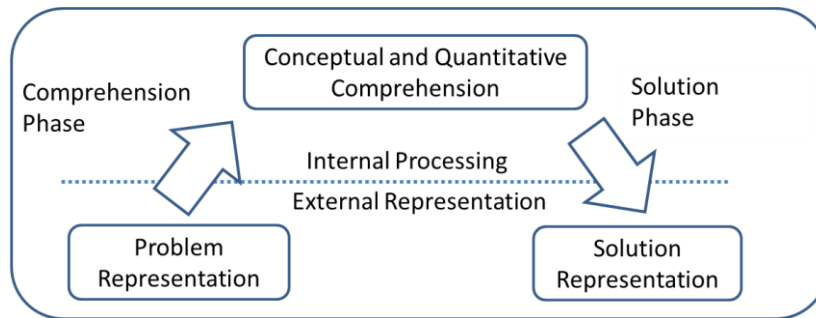 Conceptual and Quantitative
Comprehension
Comprehension
Phase
Solution
Phase
Internal Processing
External Representation
Problem
Representation
Solution
Representation